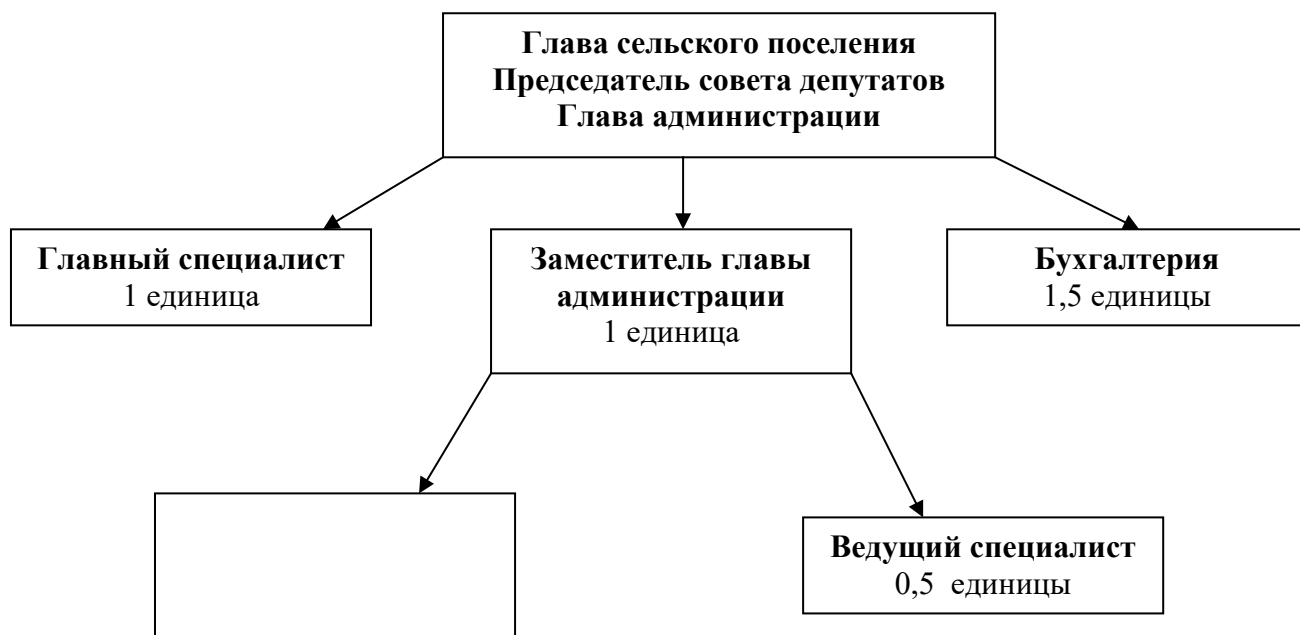 Глава сельского поселения
Председатель совета депутатов
Глава администрации
Главный специалист
1 единица
Заместитель главы
администрации
1 единица
Бухгалтерия
1,5 единицы
Ведущий специалист
0,5 единицы